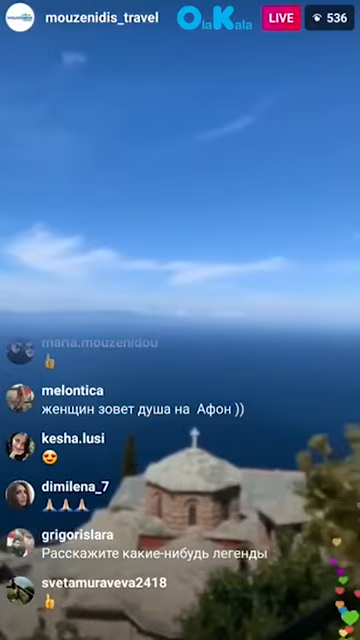 mouzenidis_travel
OlaKala
LIVE
536
maria.mouzenidou
melontica
женщин зовет душа на Афон ))
kesha.lusi
dimilena_7
grigorislara
Расскажите какие-нибудь легенды
svetamuraveva2418